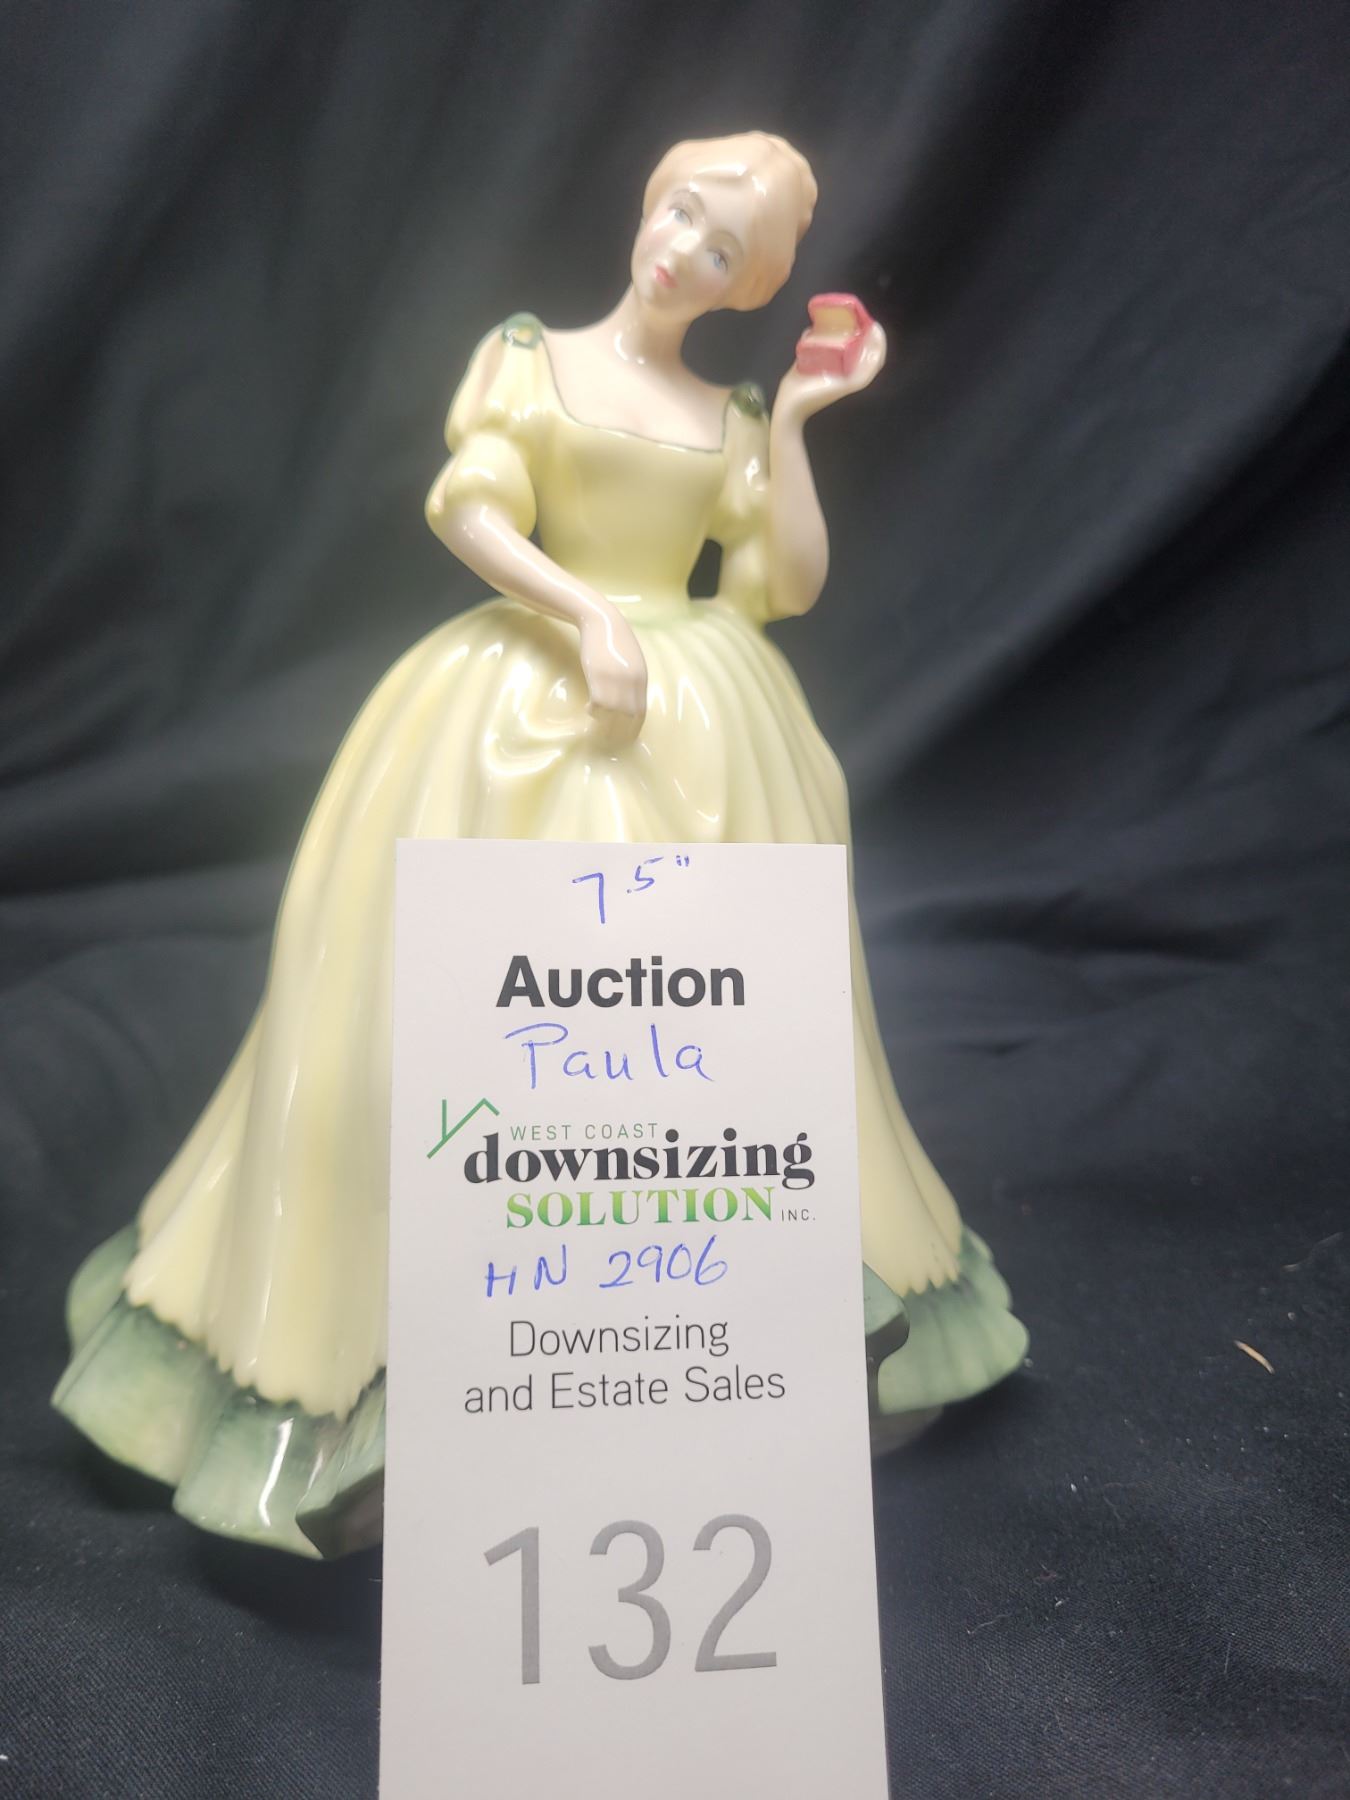 7.5"
Auction
Paula
WEST COAST
downsizing
SOLUTION INC.
HN 2906
Downsizing
and Estate Sales
132